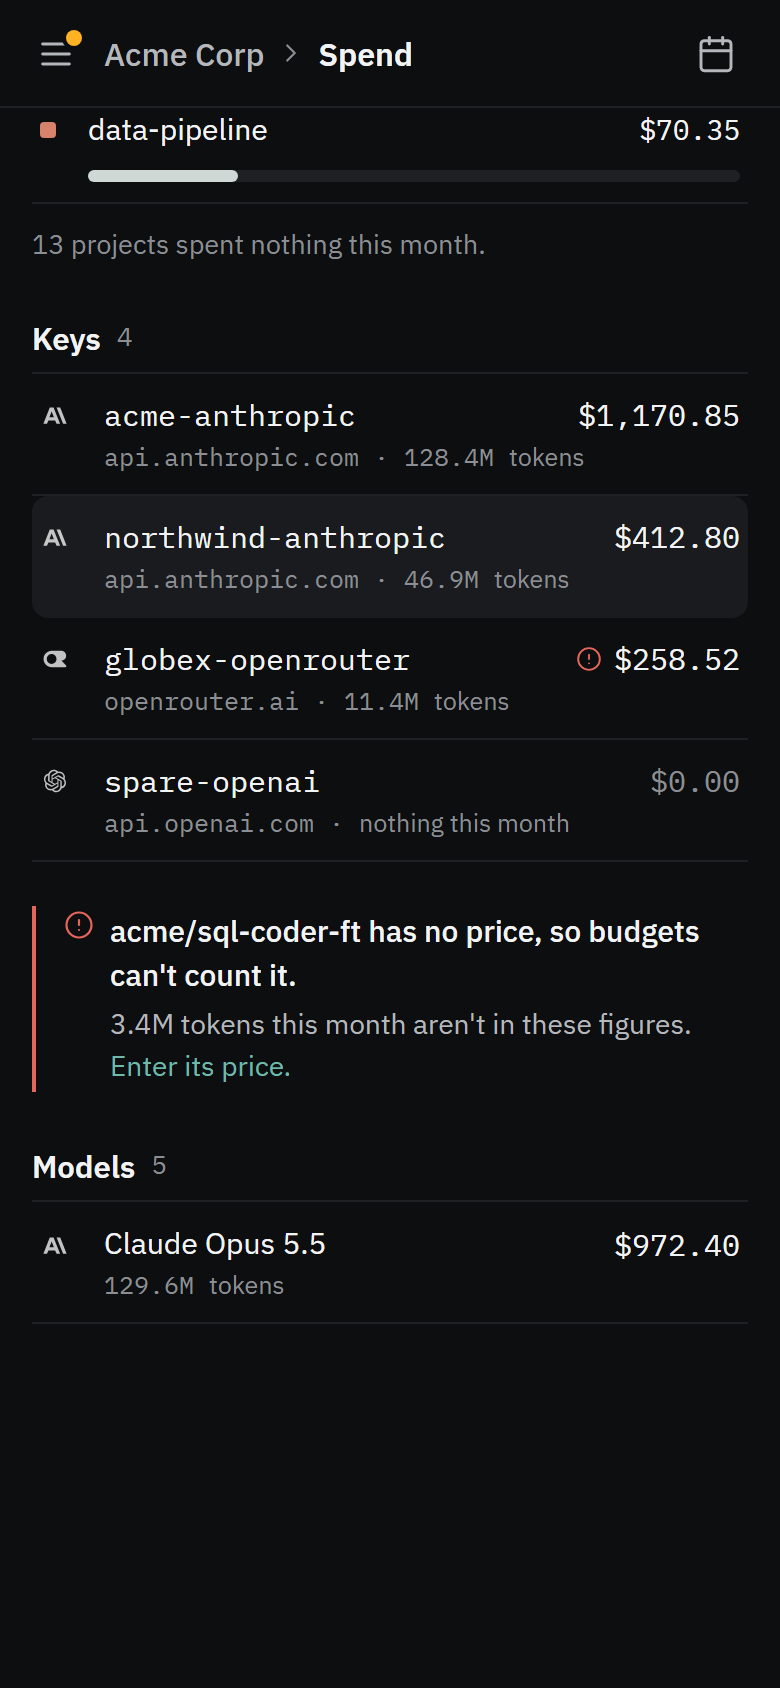 Acme Corp > Spend
data-pipeline $70.35
13 projects spent nothing this month.
Keys 4
acme-anthropic $1,170.85
api.anthropic.com · 128.4M tokens
northwind-anthropic $412.80
api.anthropic.com · 46.9M tokens
globex-openrouter $258.52
openrouter.ai · 11.4M tokens
spare-openai $0.00
api.openai.com · nothing this month
acme/sql-coder-ft has no price, so budgets
can't count it.
3.4M tokens this month aren't in these figures.
Enter its price.
Models 5
Claude Opus 5.5 $972.40
129.6M tokens